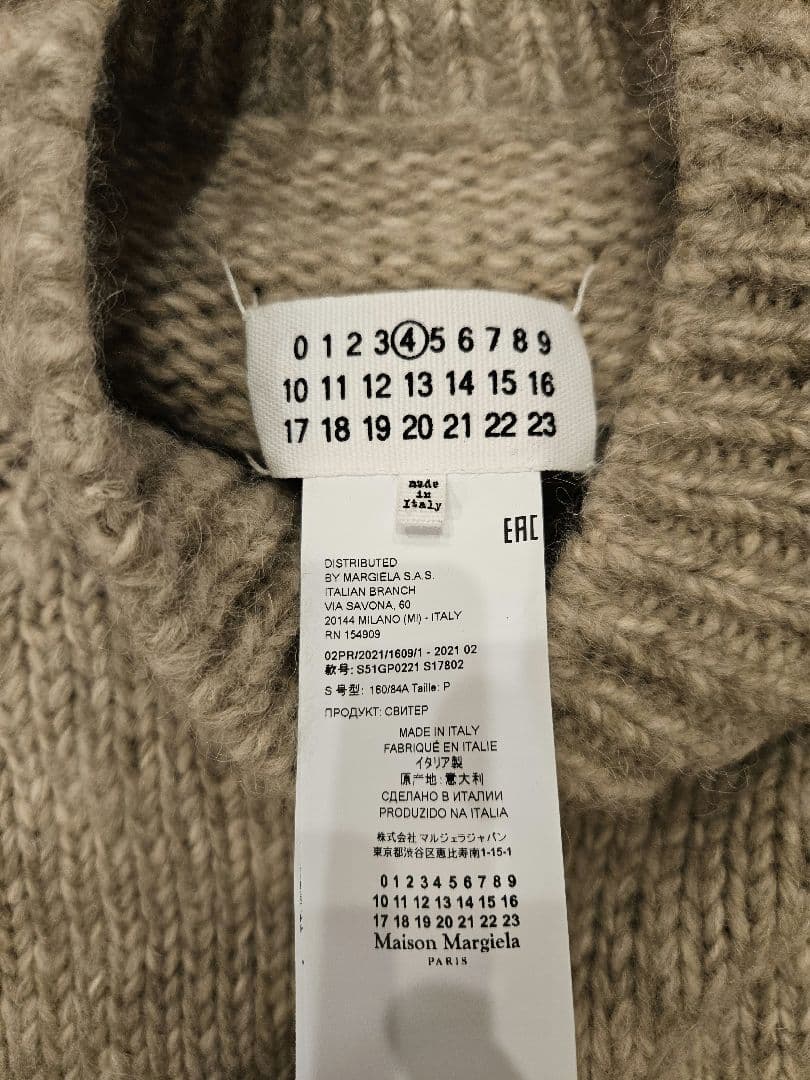 0 1 2 3 4 5 6 7 8 9
10 11 12 13 14 15 16
17 18 19 20 21 22 23
made
in
Italy
EAC
DISTRIBUTED
BY MARGIELA S.A.S.
ITALIAN BRANCH
VIA SAVONA, 60
20144 MILANO (MI) - ITALY
RN 154909
02PR/2021/1609/1 - 2021 02
款号: S51GP0221 S17802
S 号型: 160/84A Taille: P
ПРОДУКТ: СВИТЕР
MADE IN ITALY
FABRIQUÉ EN ITALIE
イタリア製
原产地: 意大利
СДЕЛАНО В ИТАЛИИ
PRODUZIDO NA ITALIA
株式会社 マルジェラジャパン
東京都渋谷区恵比寿南1-15-1
0 1 2 3 4 5 6 7 8 9
10 11 12 13 14 15 16
17 18 19 20 21 22 23
Maison Margiela
PARIS